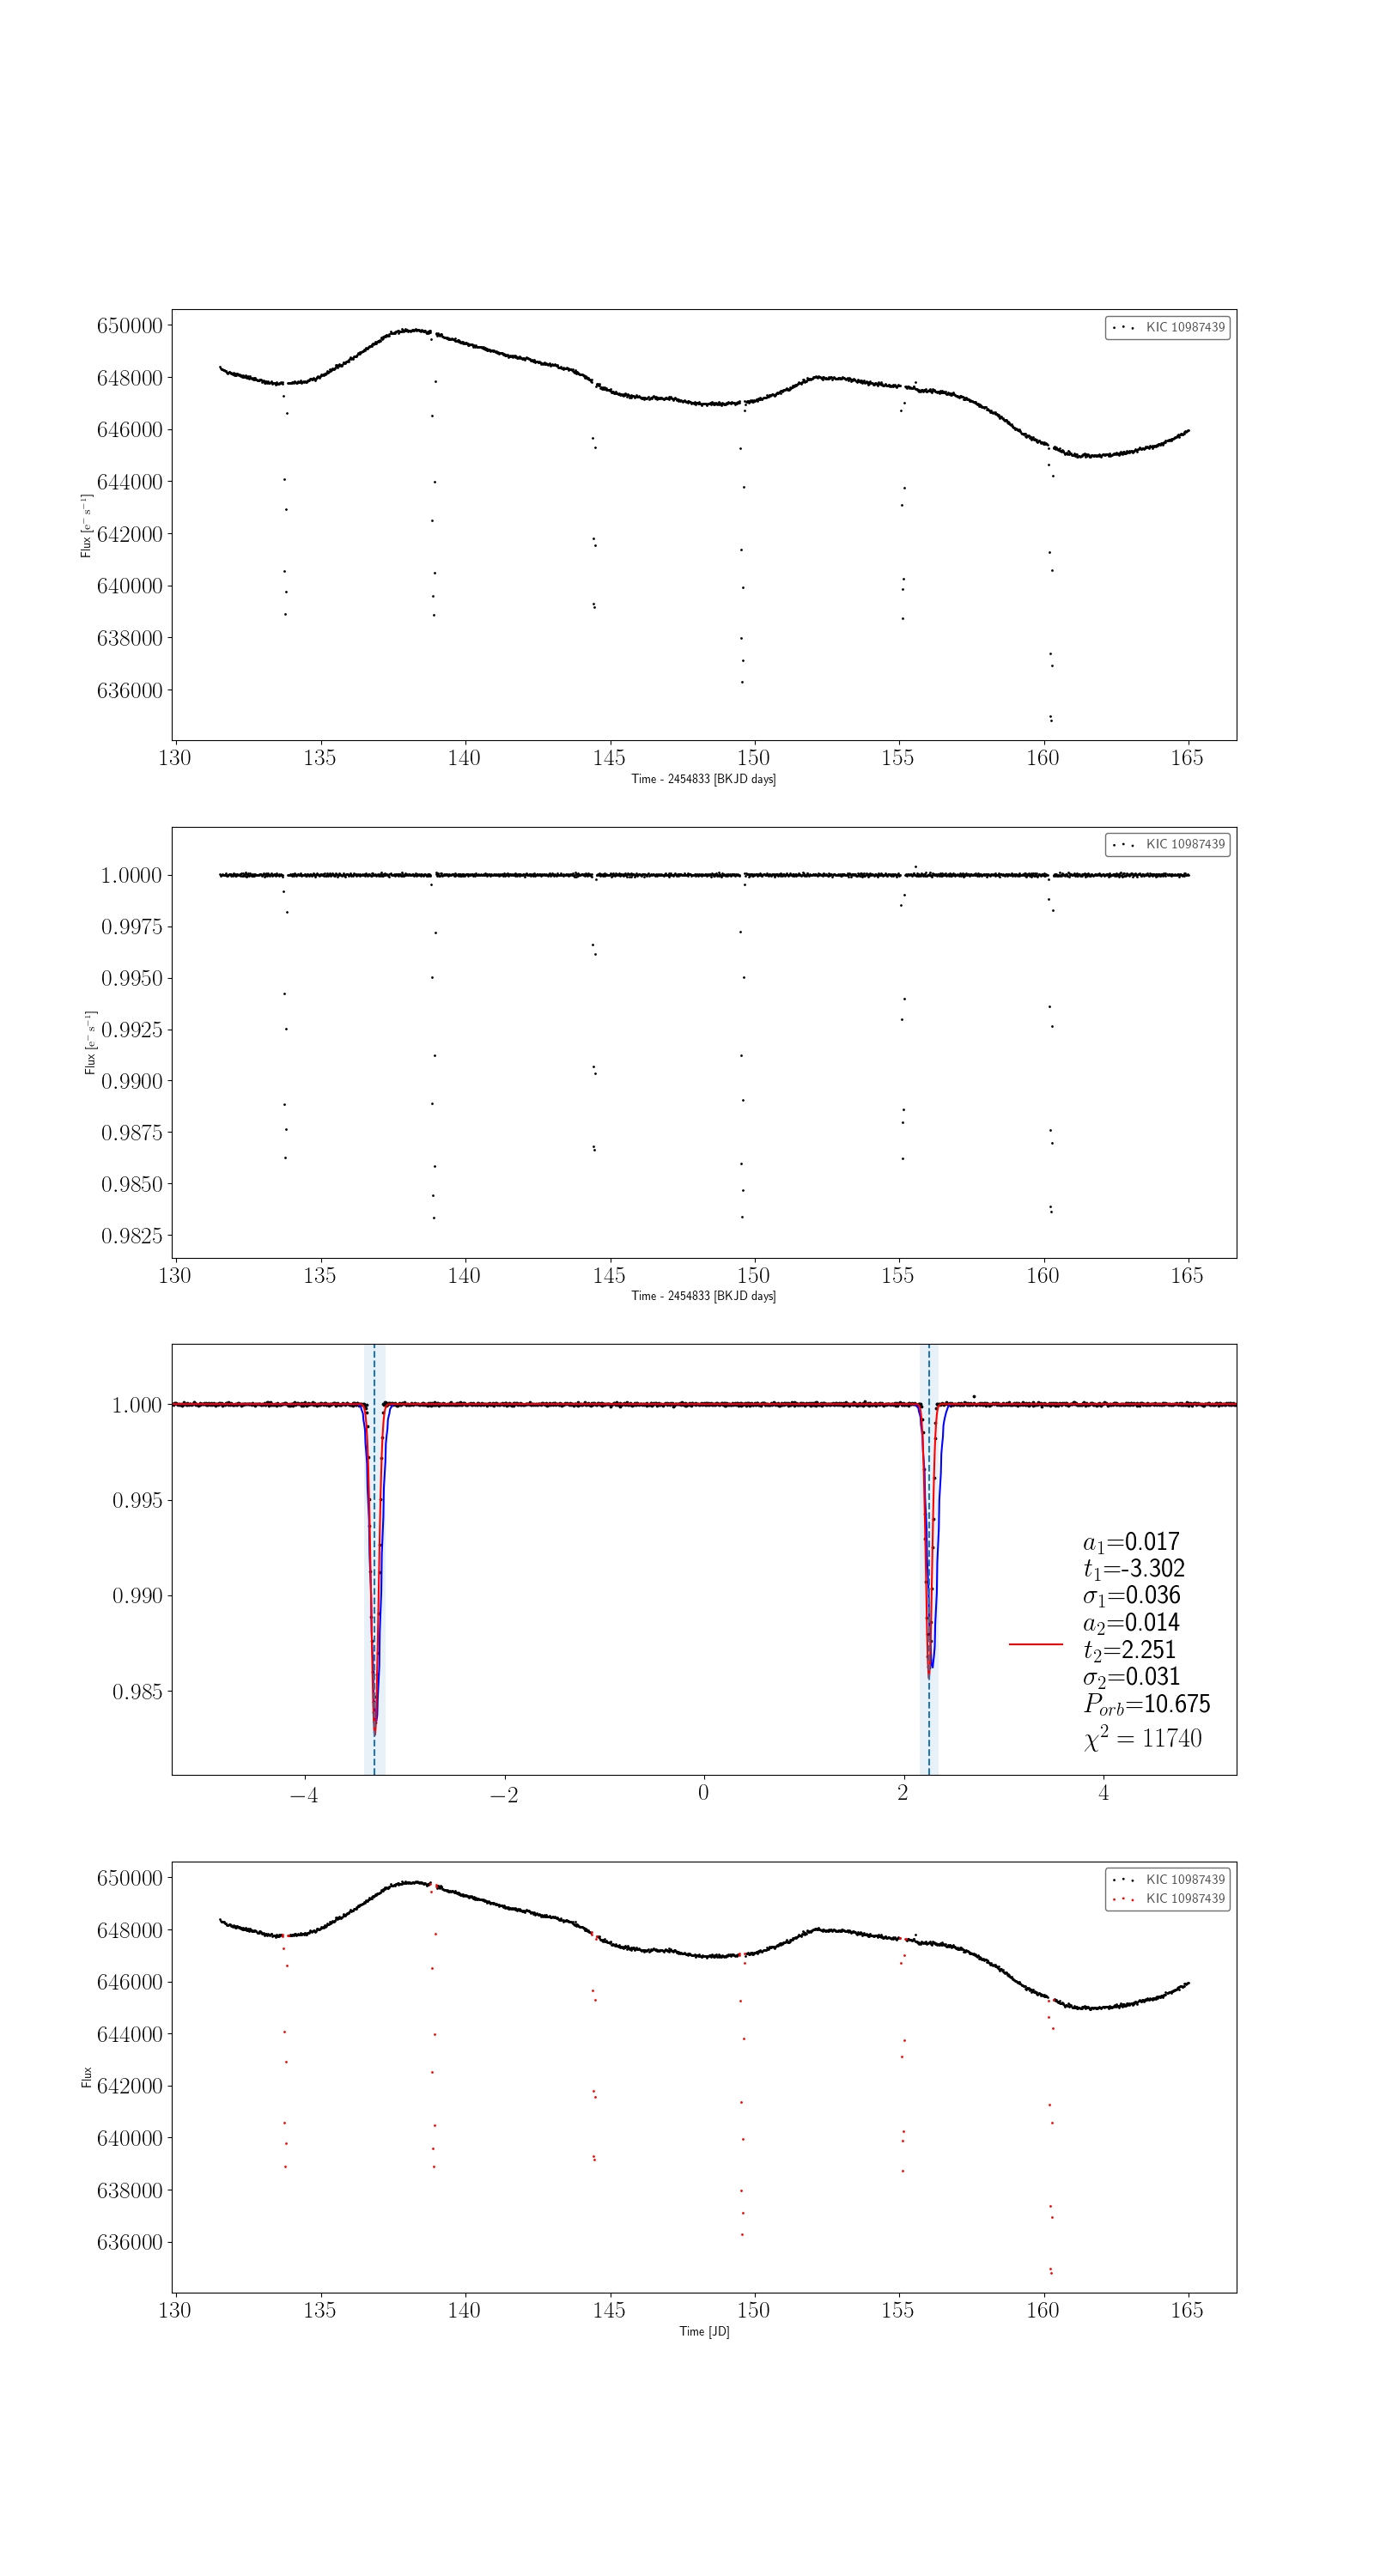 650000
648000
646000
644000
642000
640000
638000
636000
Flux [e⁻ s⁻¹]
KIC 10987439
130 135 140 145 150 155 160 165
Time - 2454833 [BKJD days]
1.0000
0.9975
0.9950
0.9925
0.9900
0.9875
0.9850
0.9825
Flux [e⁻ s⁻¹]
KIC 10987439
130 135 140 145 150 155 160 165
Time - 2454833 [BKJD days]
1.000
0.995
0.990
0.985
a₁=0.017
t₁=-3.302
σ₁=0.036
a₂=0.014
t₂=2.251
σ₂=0.031
P_orb=10.675
χ² = 11740
−4 −2 0 2 4
650000
648000
646000
644000
642000
640000
638000
636000
Flux
KIC 10987439
KIC 10987439
130 135 140 145 150 155 160 165
Time [JD]